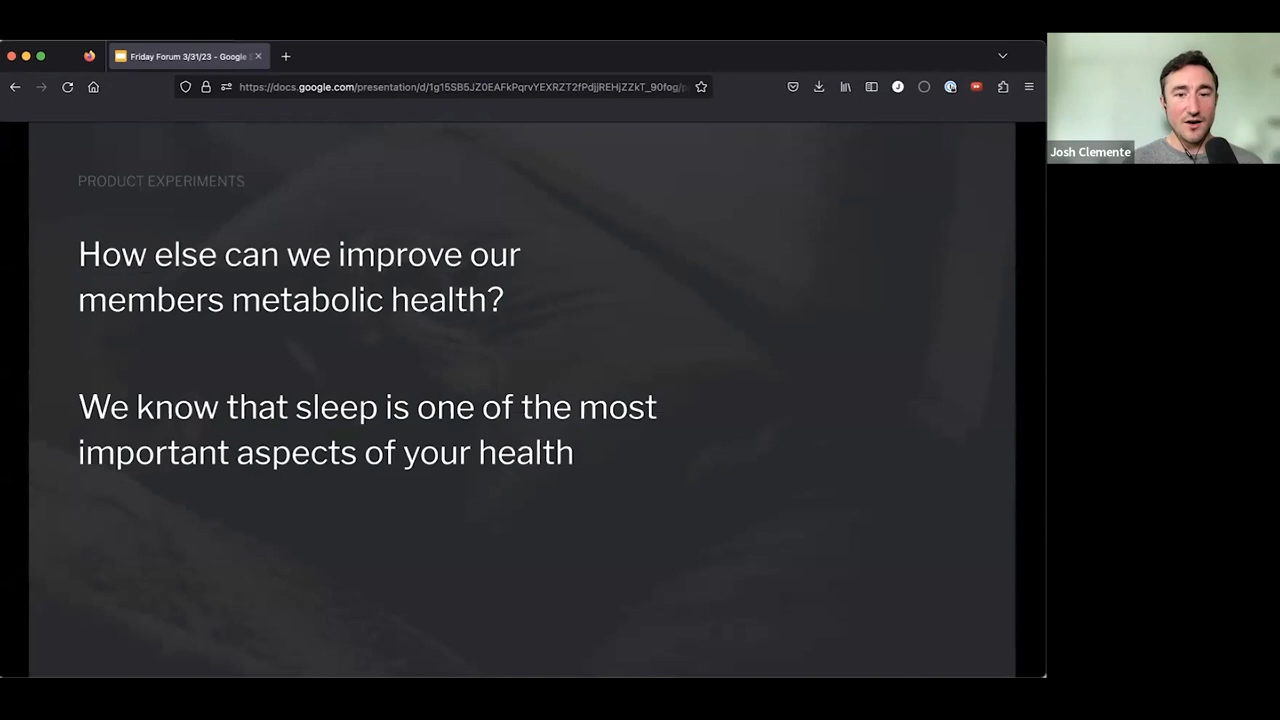 Friday Forum 3/31/23 - Google
https://docs.google.com/presentation/d/1g15SB5JZ0EAFkPqrvYEXRZT2fPdjjREHjZZkT_90fog/p
Josh Clemente
PRODUCT EXPERIMENTS
How else can we improve our
members metabolic health?
We know that sleep is one of the most
important aspects of your health